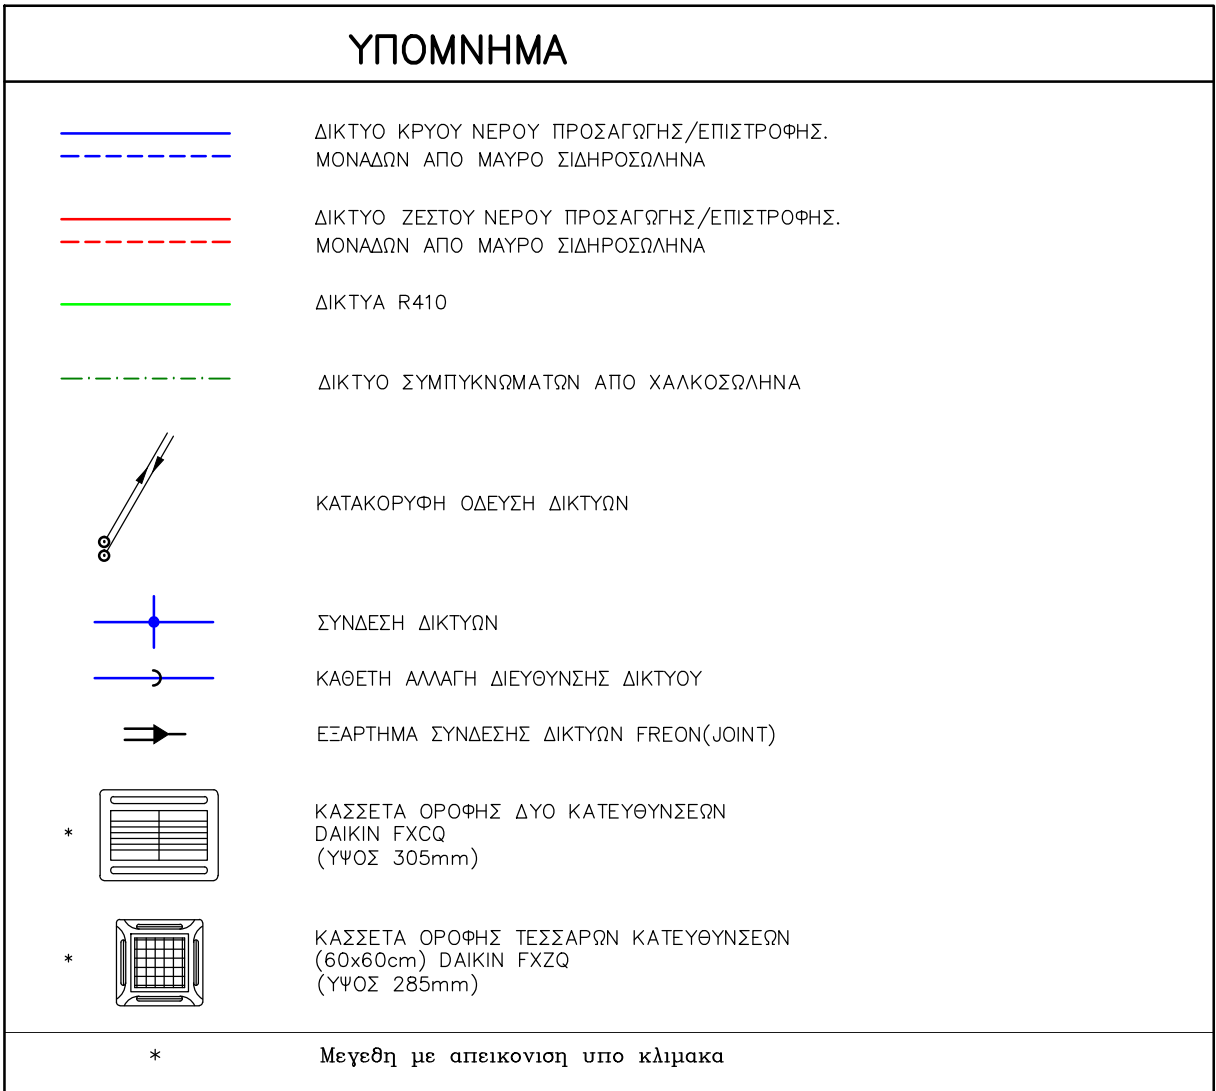 ΥΠΟΜΝΗΜΑ
ΔΙΚΤΥΟ ΚΡΥΟΥ ΝΕΡΟΥ ΠΡΟΣΑΓΩΓΗΣ/ΕΠΙΣΤΡΟΦΗΣ.
ΜΟΝΑΔΩΝ ΑΠΟ ΜΑΥΡΟ ΣΙΔΗΡΟΣΩΛΗΝΑ
ΔΙΚΤΥΟ ΖΕΣΤΟΥ ΝΕΡΟΥ ΠΡΟΣΑΓΩΓΗΣ/ΕΠΙΣΤΡΟΦΗΣ.
ΜΟΝΑΔΩΝ ΑΠΟ ΜΑΥΡΟ ΣΙΔΗΡΟΣΩΛΗΝΑ
ΔΙΚΤΥΑ R410
ΔΙΚΤΥΟ ΣΥΜΠΥΚΝΩΜΑΤΩΝ ΑΠΟ ΧΑΛΚΟΣΩΛΗΝΑ
ΚΑΤΑΚΟΡΥΦΗ ΟΔΕΥΣΗ ΔΙΚΤΥΩΝ
ΣΥΝΔΕΣΗ ΔΙΚΤΥΩΝ
ΚΑΘΕΤΗ ΑΛΛΑΓΗ ΔΙΕΥΘΥΝΣΗΣ ΔΙΚΤΥΟΥ
ΕΞΑΡΤΗΜΑ ΣΥΝΔΕΣΗΣ ΔΙΚΤΥΩΝ FREON(JOINT)
ΚΑΣΣΕΤΑ ΟΡΟΦΗΣ ΔΥΟ ΚΑΤΕΥΘΥΝΣΕΩΝ
* DAIKIN FXCQ
(ΥΨΟΣ 305mm)
ΚΑΣΣΕΤΑ ΟΡΟΦΗΣ ΤΕΣΣΑΡΩΝ ΚΑΤΕΥΘΥΝΣΕΩΝ
* (60x60cm) DAIKIN FXZQ
(ΥΨΟΣ 285mm)
* Μεγεθη με απεικονιση υπο κλιμακα